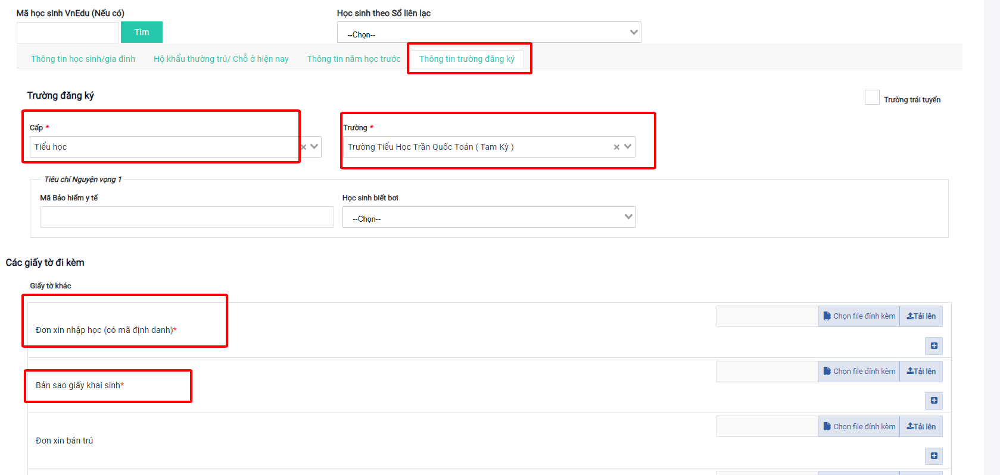 Mã học sinh VnEdu (Nếu có)
Học sinh theo Sổ liên lạc
Tìm
--Chọn--
Thông tin học sinh/gia đình
Hộ khẩu thường trú/ Chỗ ở hiện nay
Thông tin năm học trước
Thông tin trường đăng ký
Trường đăng ký
Trường trái tuyến
Cấp *
Trường *
Tiểu học
Trường Tiểu Học Trần Quốc Toản ( Tam Kỳ )
Tiêu chí Nguyện vọng 1
Mã Bảo hiểm y tế
Học sinh biết bơi
--Chọn--
Các giấy tờ đi kèm
Giấy tờ khác
Đơn xin nhập học (có mã định danh)*
Chọn file đính kèm
Tải lên
Bản sao giấy khai sinh*
Chọn file đính kèm
Tải lên
Đơn xin bán trú
Chọn file đính kèm
Tải lên